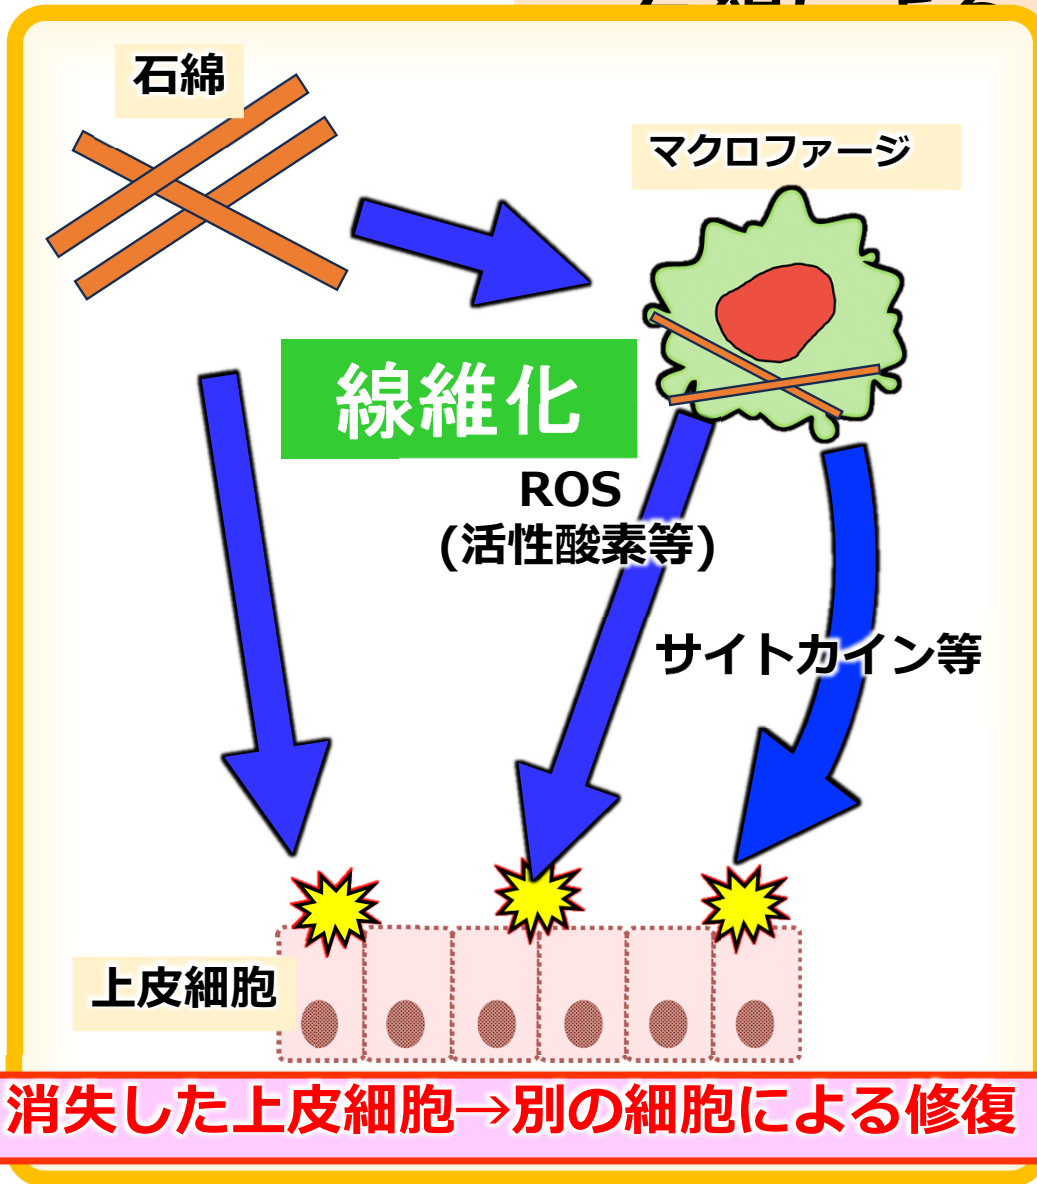 石綿
マクロファージ
線維化
ROS
(活性酸素等)
サイトカイン等
上皮細胞
消失した上皮細胞→別の細胞による修復